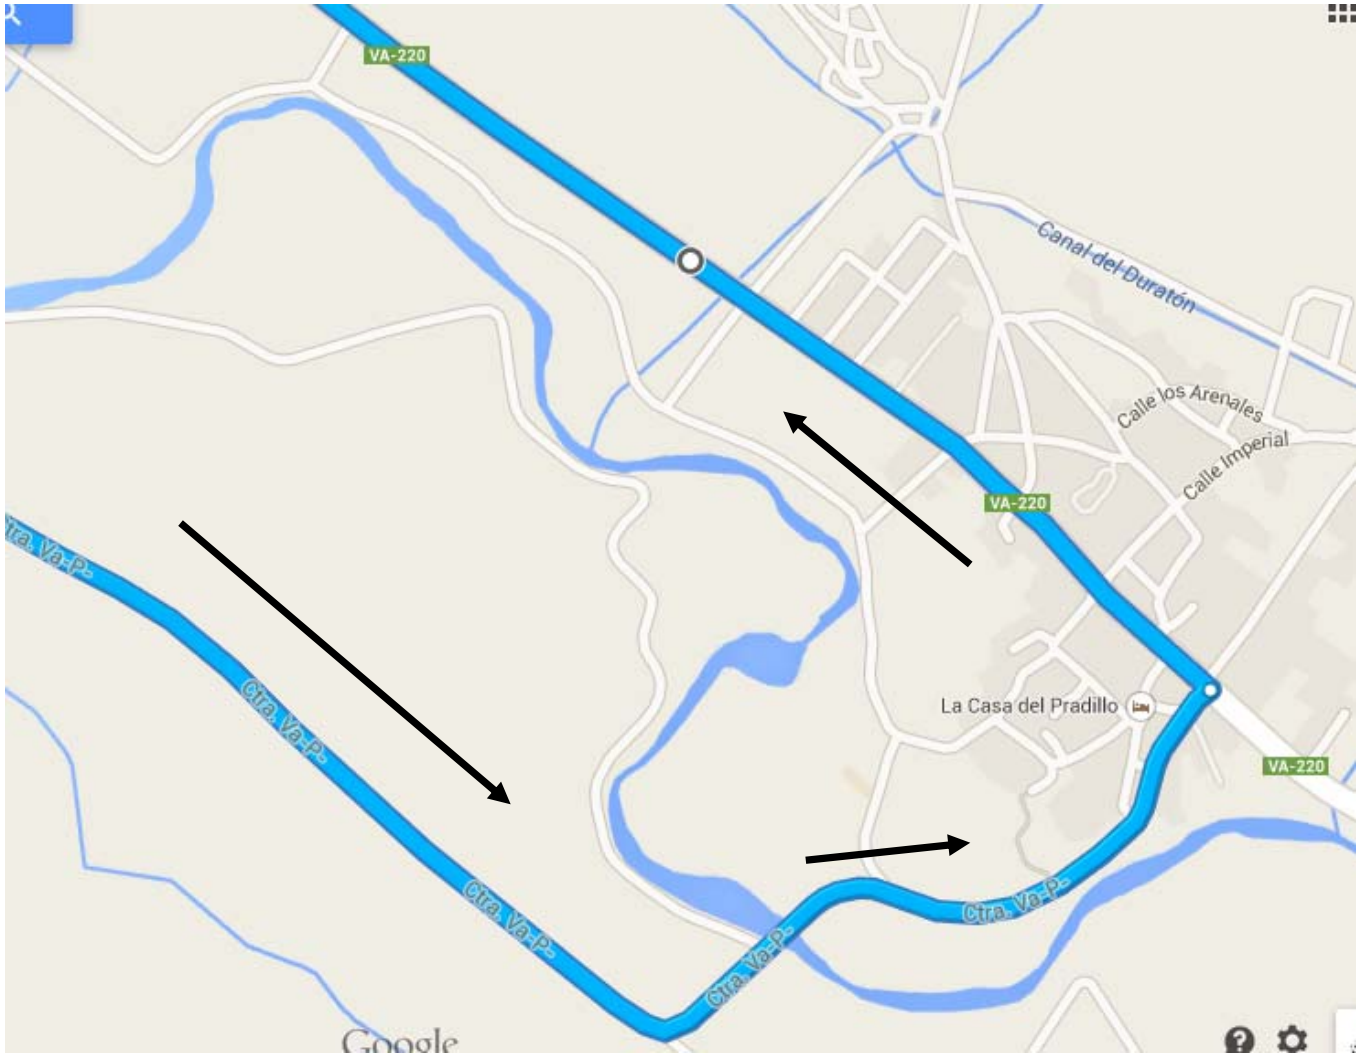 VA-220
Canal del Duratón
Calle los Arenales
Calle Imperial
VA-220
Ctra. Va-P-
Ctra. Va-P-
La Casa del Pradillo
VA-220
Ctra. Va-P-
Ctra. Va-P-
Ctra. Va-P-
Google
?